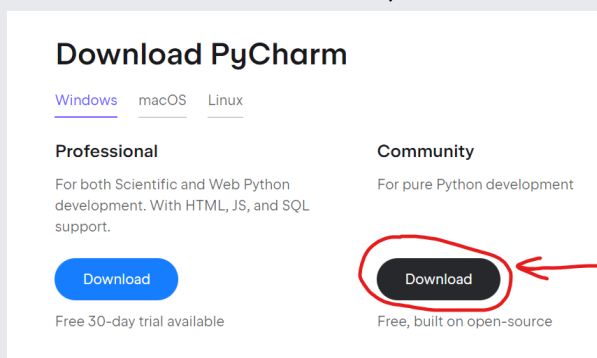 Download PyCharm
Windows macOS Linux
Professional
For both Scientific and Web Python
development. With HTML, JS, and SQL
support.
Download
Free 30-day trial available
Community
For pure Python development
Download
Free, built on open-source